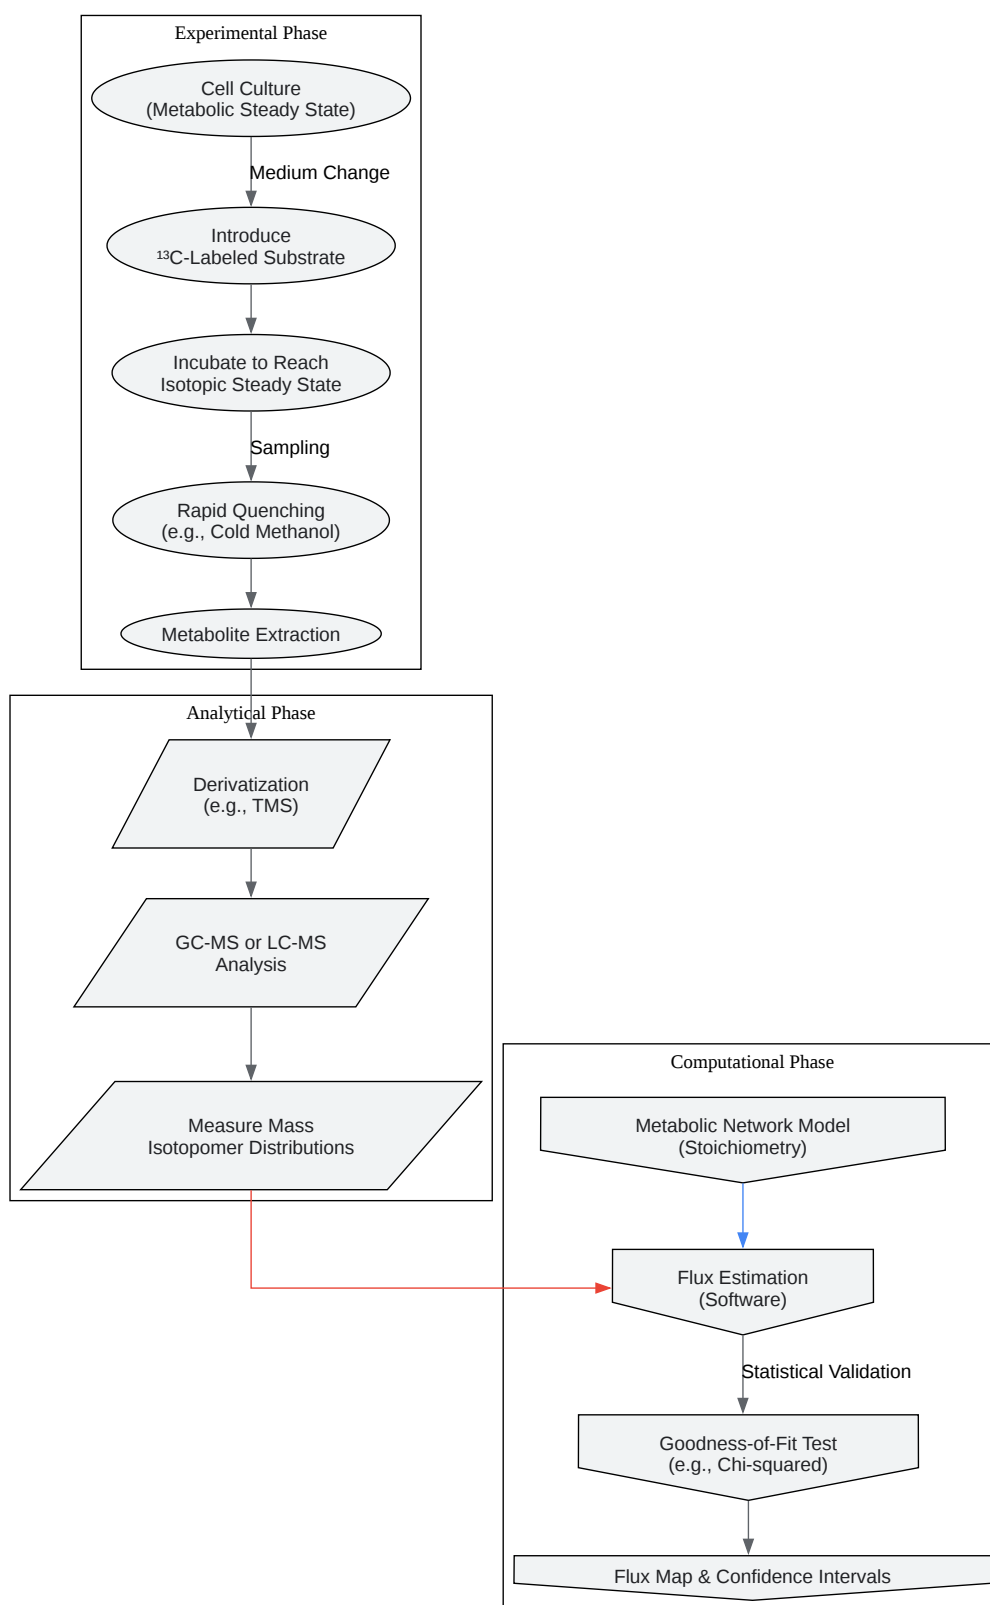 Experimental Phase
Cell Culture
(Metabolic Steady State)
Medium Change
Introduce
¹³C-Labeled Substrate
Incubate to Reach
Isotopic Steady State
Sampling
Rapid Quenching
(e.g., Cold Methanol)
Metabolite Extraction
Analytical Phase
Derivatization
(e.g., TMS)
GC-MS or LC-MS
Analysis
Measure Mass
Isotopomer Distributions
Computational Phase
Metabolic Network Model
(Stoichiometry)
Flux Estimation
(Software)
Statistical Validation
Goodness-of-Fit Test
(e.g., Chi-squared)
Flux Map & Confidence Intervals